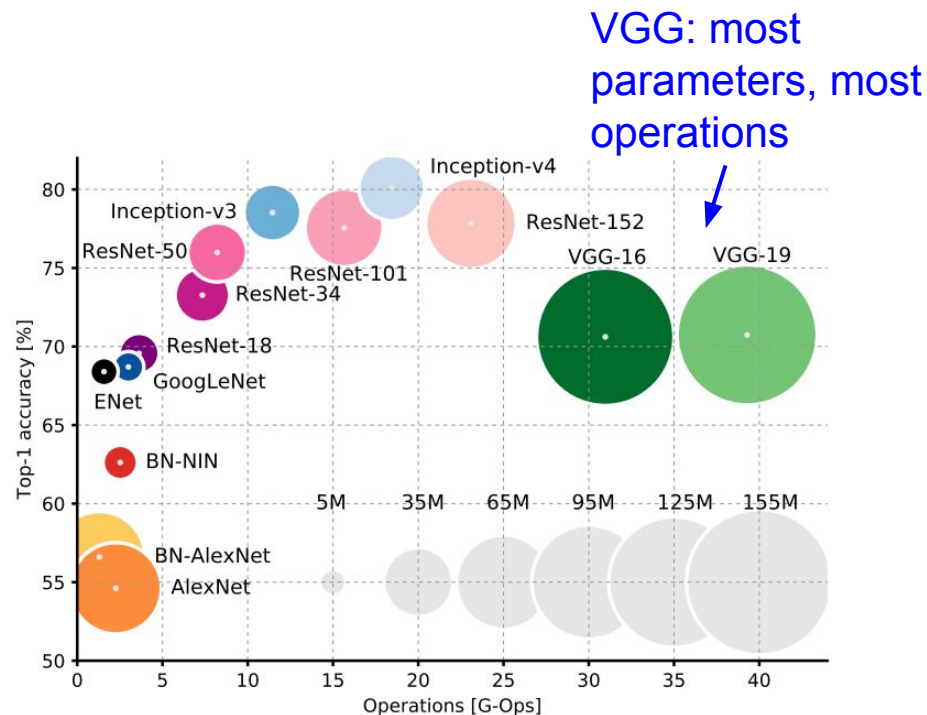 VGG: most
parameters, most
operations
Inception-v4
Inception-v3
ResNet-152
ResNet-50
VGG-16
VGG-19
ResNet-101
ResNet-34
ResNet-18
GoogLeNet
ENet
BN-NIN
5M 35M 65M 95M 125M 155M
BN-AlexNet
AlexNet
Top-1 accuracy [%]
80
75
70
65
60
55
50
0 5 10 15 20 25 30 35 40
Operations [G-Ops]